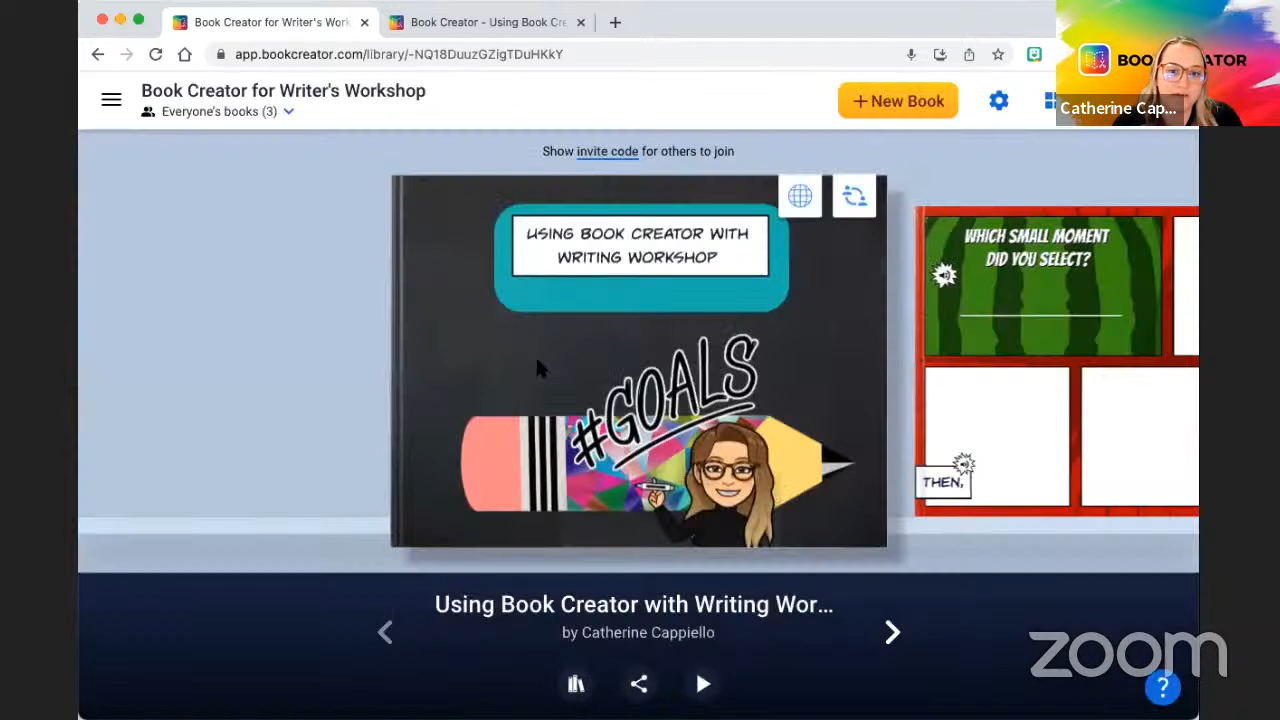 Book Creator for Writer's Work
Book Creator - Using Book Cre
app.bookcreator.com/library/-NQ18DuuzGZigTDuHKkY
Book Creator for Writer's Workshop
Everyone's books (3)
+ New Book
Catherine Cap...
Show invite code for others to join
USING BOOK CREATOR WITH
WRITING WORKSHOP
#GOALS
WHICH SMALL MOMENT
DID YOU SELECT?
THEN,
Using Book Creator with Writing Wor...
by Catherine Cappiello
zoom
?